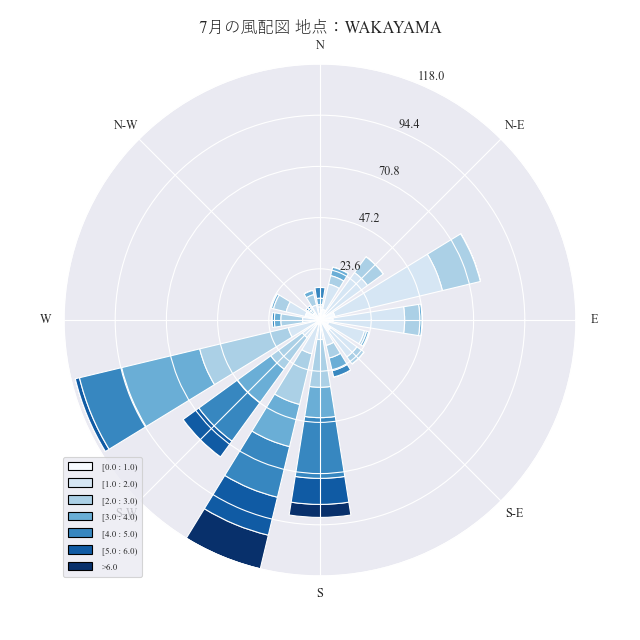 7月の風配図 地点：WAKAYAMA
N
118.0
N-W
94.4
N-E
70.8
47.2
23.6
W
E
[0.0 : 1.0)
[1.0 : 2.0)
[2.0 : 3.0)
S-W
[3.0 : 4.0)
S-E
[4.0 : 5.0)
[5.0 : 6.0)
>6.0
S